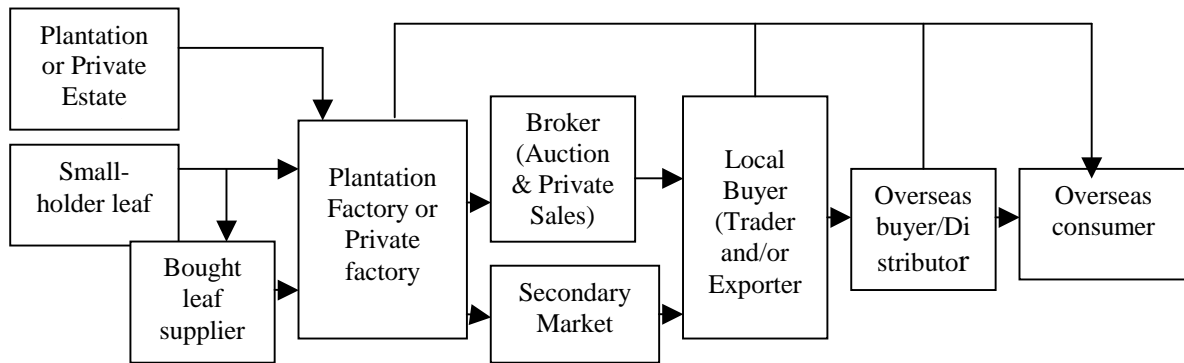 Plantation
or Private
Estate
Small-
holder leaf
Bought
leaf
supplier
Plantation
Factory or
Private
factory
Broker
(Auction
& Private
Sales)
Secondary
Market
Local
Buyer
(Trader
and/or
Exporter
Overseas
buyer/Di
stributor
Overseas
consumer